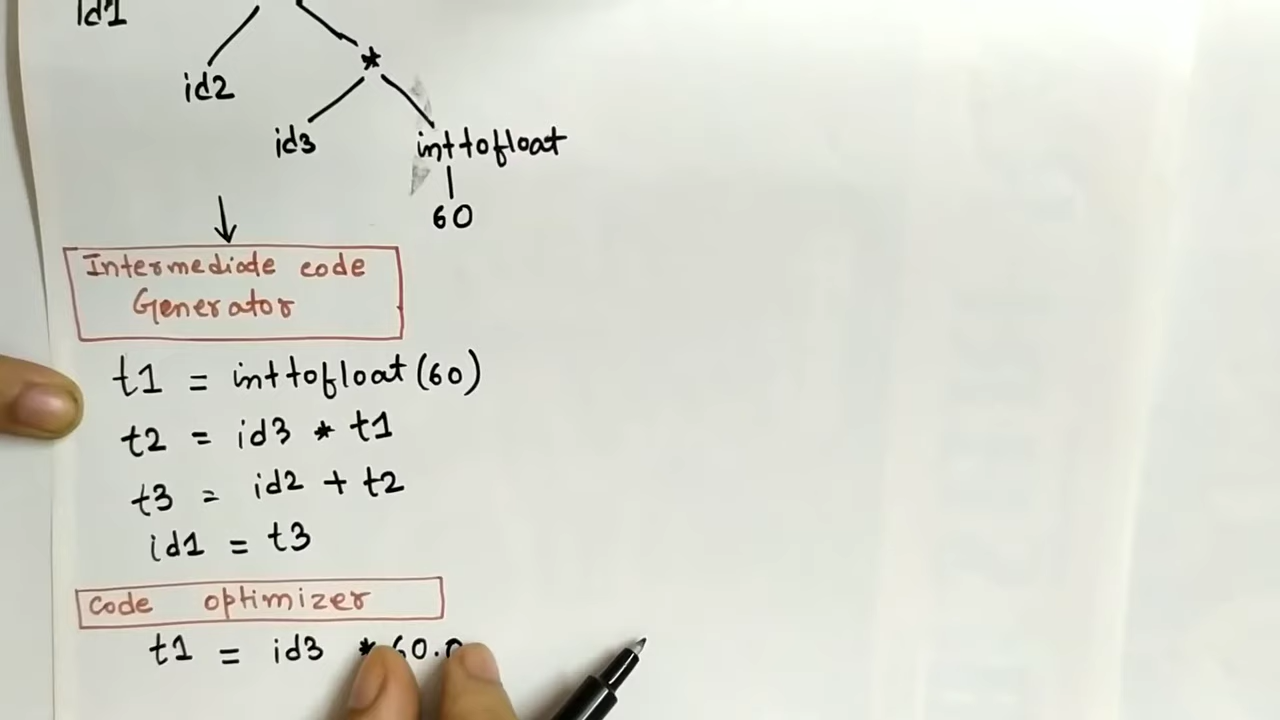 id1
id2
*
id3
inttofloat
60
Intermediate code
Generator
t1 = inttofloat(60)
t2 = id3 * t1
t3 = id2 + t2
id1 = t3
code optimizer
t1 = id3 * 60.0